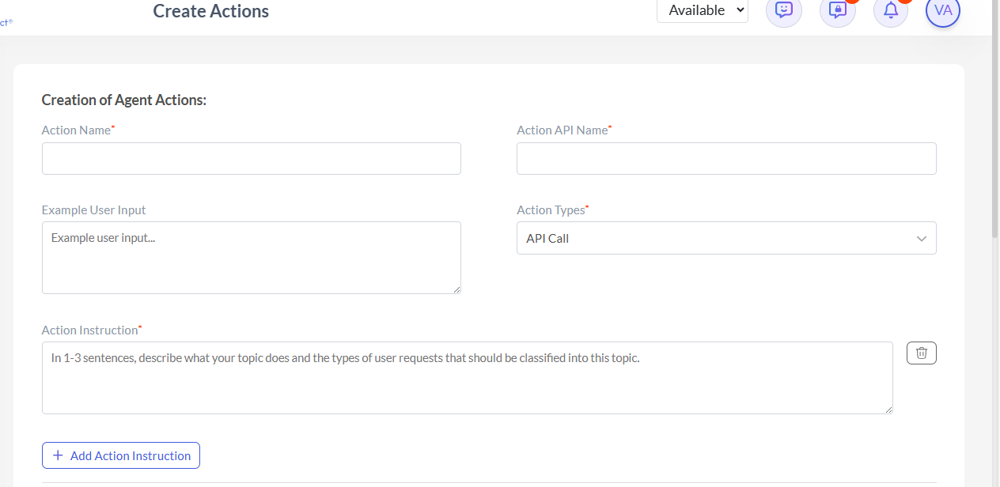 Create Actions
Available
VA
ct®
Creation of Agent Actions:
Action Name*
Action API Name*
Example User Input
Action Types*
Example user input...
API Call
Action Instruction*
In 1-3 sentences, describe what your topic does and the types of user requests that should be classified into this topic.
+ Add Action Instruction